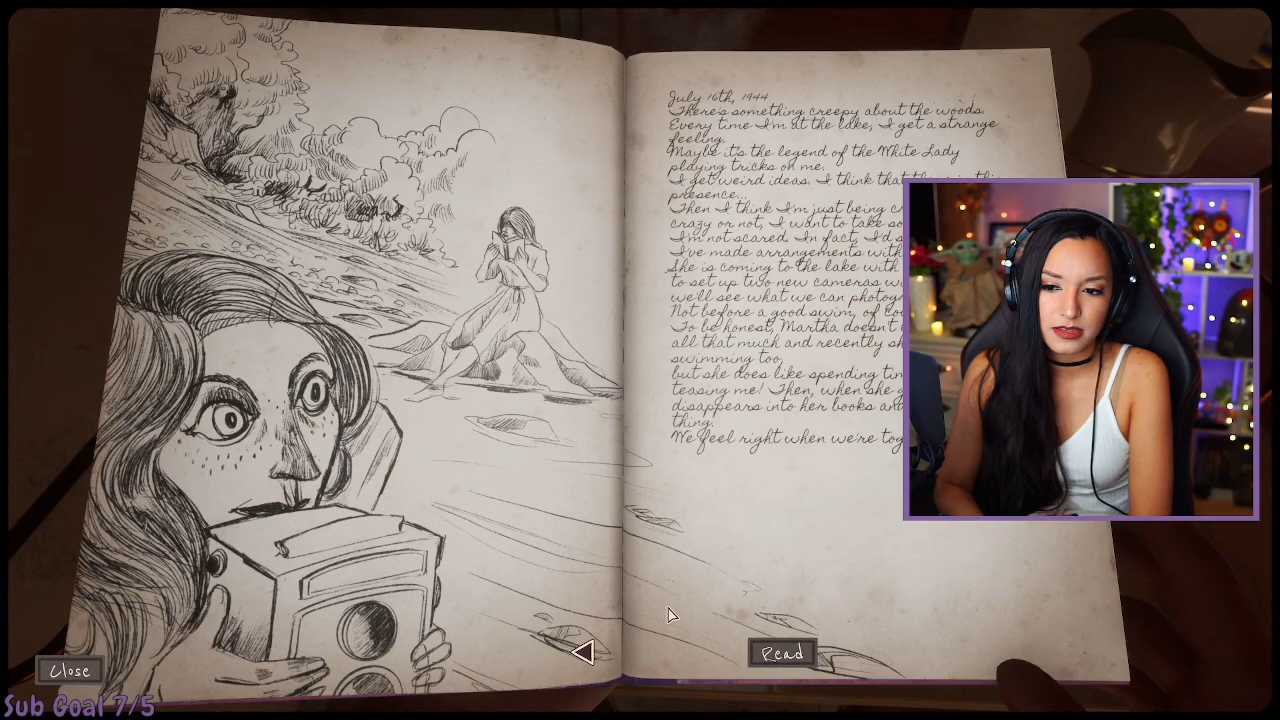 July 16th, 1944
There's something creepy about the woods.
Every time I'm at the lake, I get a strange
feeling.
Maybe it's the legend of the White Lady
playing tricks on me.
I get weird ideas. I think that
presence...
Then I think I'm just being
crazy or not, I want to take
I'm not scared. In fact, I'd
I've made arrangements with
She is coming to the lake with
to set up two new cameras
we'll see what we can
Not before a good swim, of
To be honest, Martha doesn't
all that much and recently
swimming too,
but she does like spending
teasing me! Then, when she
disappears into her books and
thing.
We feel right when we're
Read
Close
Sub Goal 7/5